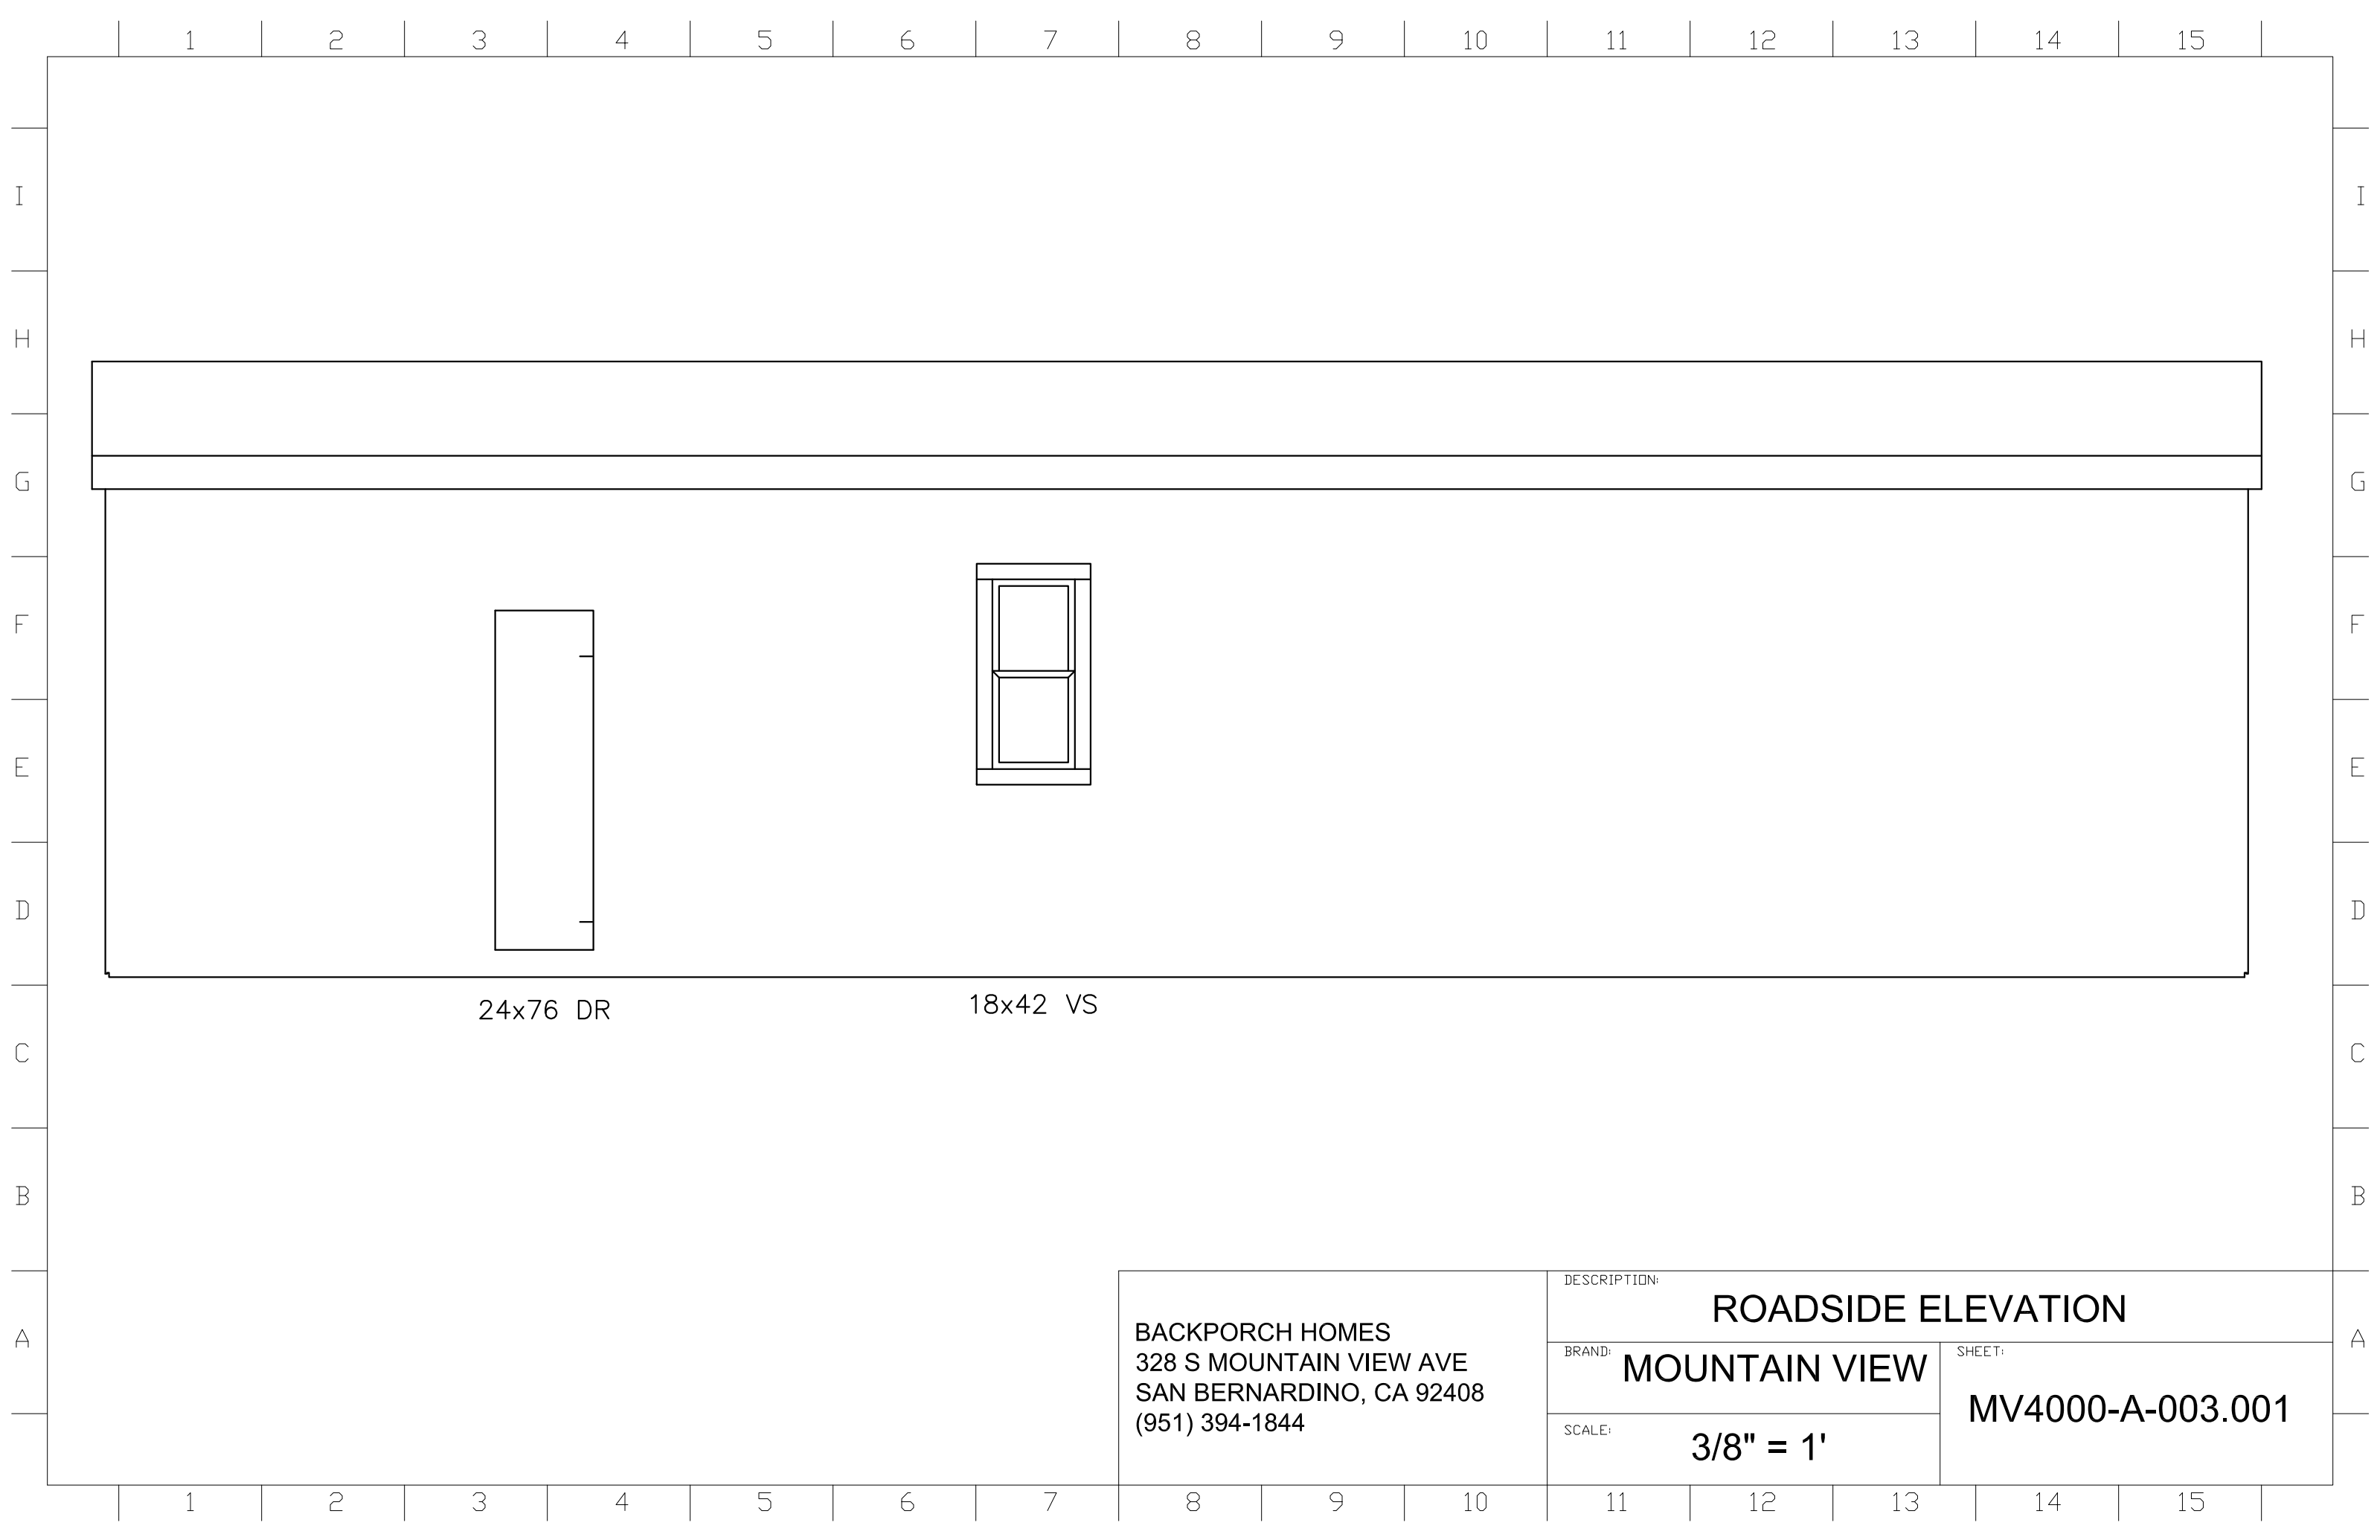 1 2 3 4 5 6 7 8 9 10 11 12 13 14 15
I I
H H
G G
F F
E E
D D
24x76 DR 18x42 VS
C C
B B
A A
BACKPORCH HOMES
328 S MOUNTAIN VIEW AVE
SAN BERNARDINO, CA 92408
(951) 394-1844
DESCRIPTION:
ROADSIDE ELEVATION
BRAND:
MOUNTAIN VIEW
SHEET:
MV4000-A-003.001
SCALE:
3/8" = 1'
1 2 3 4 5 6 7 8 9 10 11 12 13 14 15